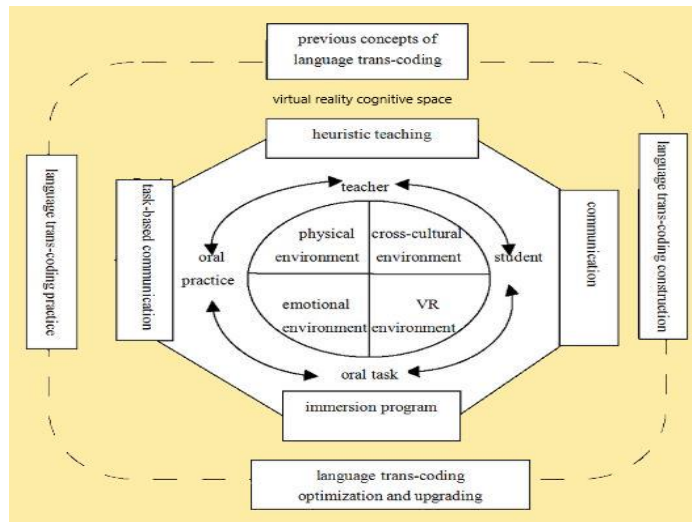 previous concepts of
language trans-coding
virtual reality cognitive space
heuristic teaching
language trans-coding practice
task-based communication
teacher
physical
environment
cross-cultural
environment
oral
practice
student
emotional
environment
VR
environment
oral task
communication
language trans-coding construction
immersion program
language trans-coding
optimization and upgrading